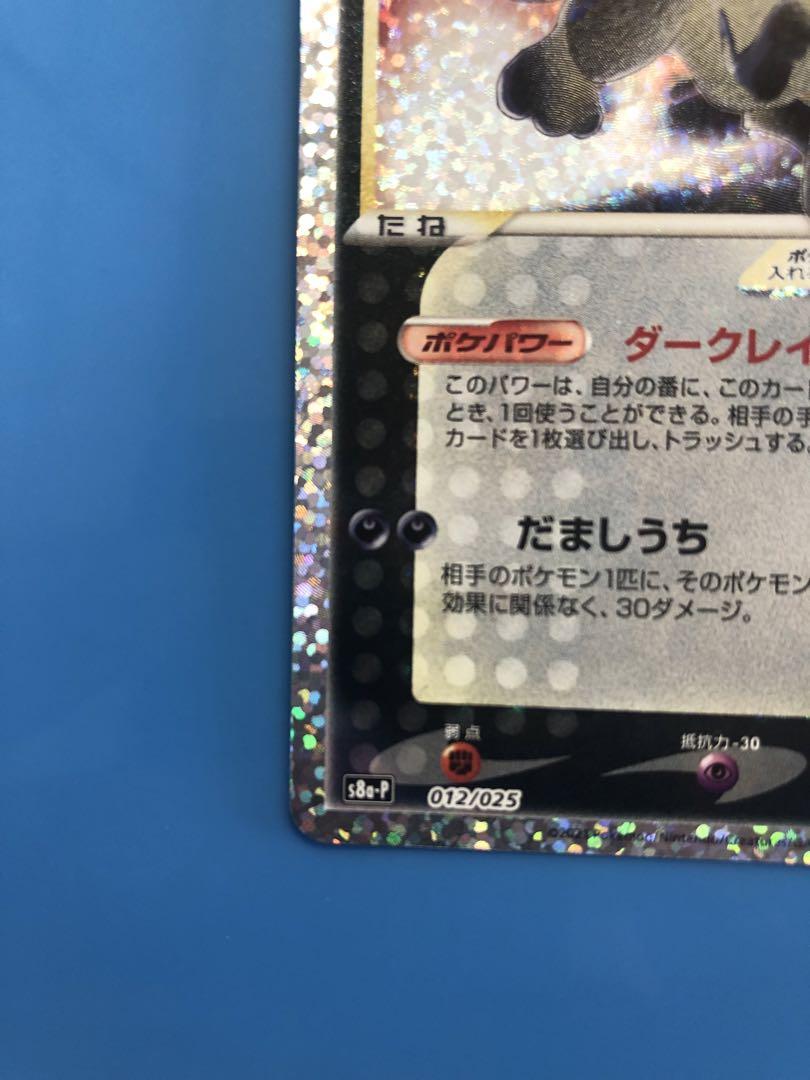 たね
ポ
入れ
ポケパワー ダークレイ
このパワーは、自分の番に、このカー
とき、1回使うことができる。相手の手
カードを1枚選び出し、トラッシュする。
だましうち
相手のポケモン1匹に、そのポケモン
効果に関係なく、30ダメージ。
弱点
抵抗力-30
s8a-P 012/025